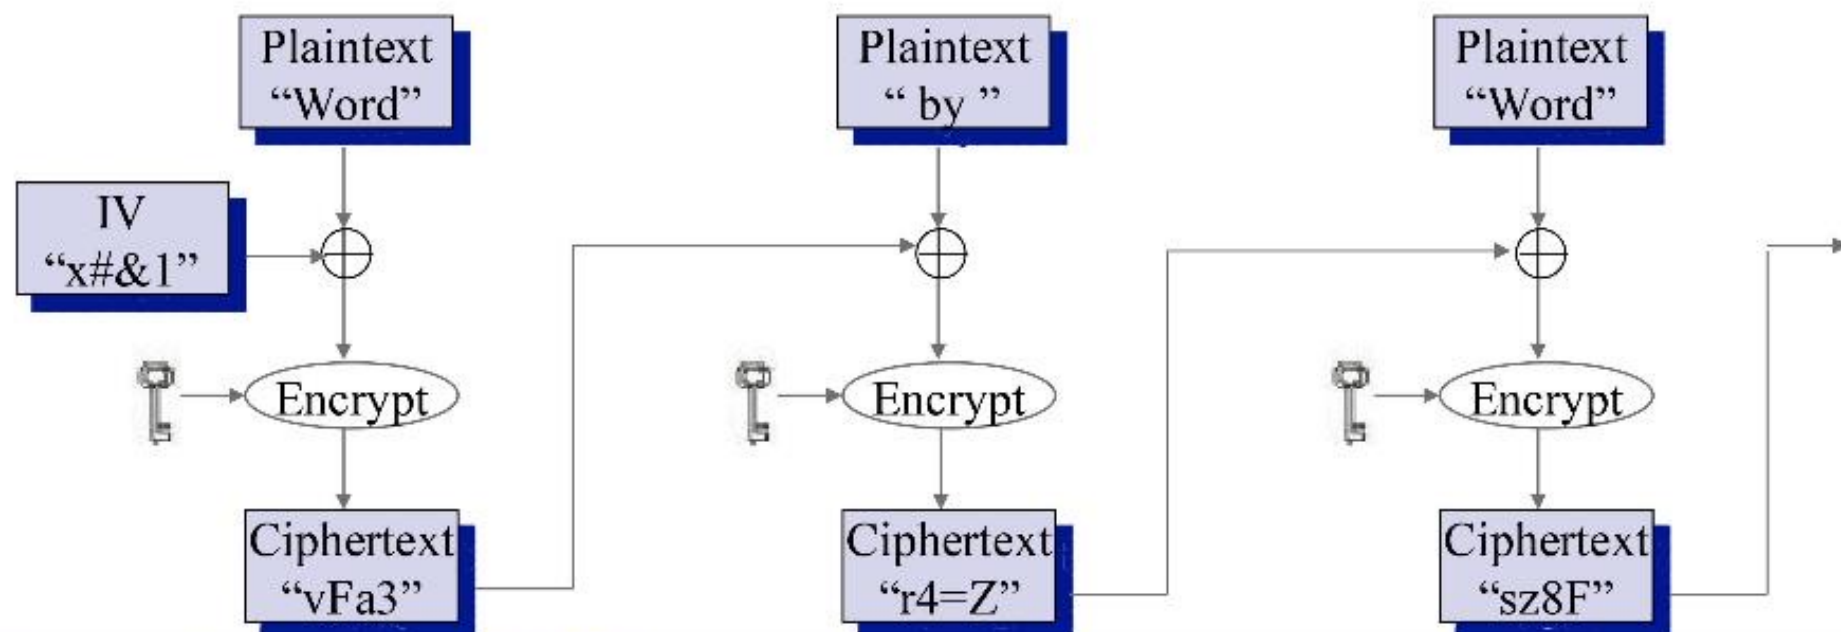 Plaintext
“Word”
Plaintext
“ by ”
Plaintext
“Word”
IV
“x#&1”
Encrypt
Encrypt
Encrypt
Ciphertext
“vFa3”
Ciphertext
“r4=Z”
Ciphertext
“sz8F”